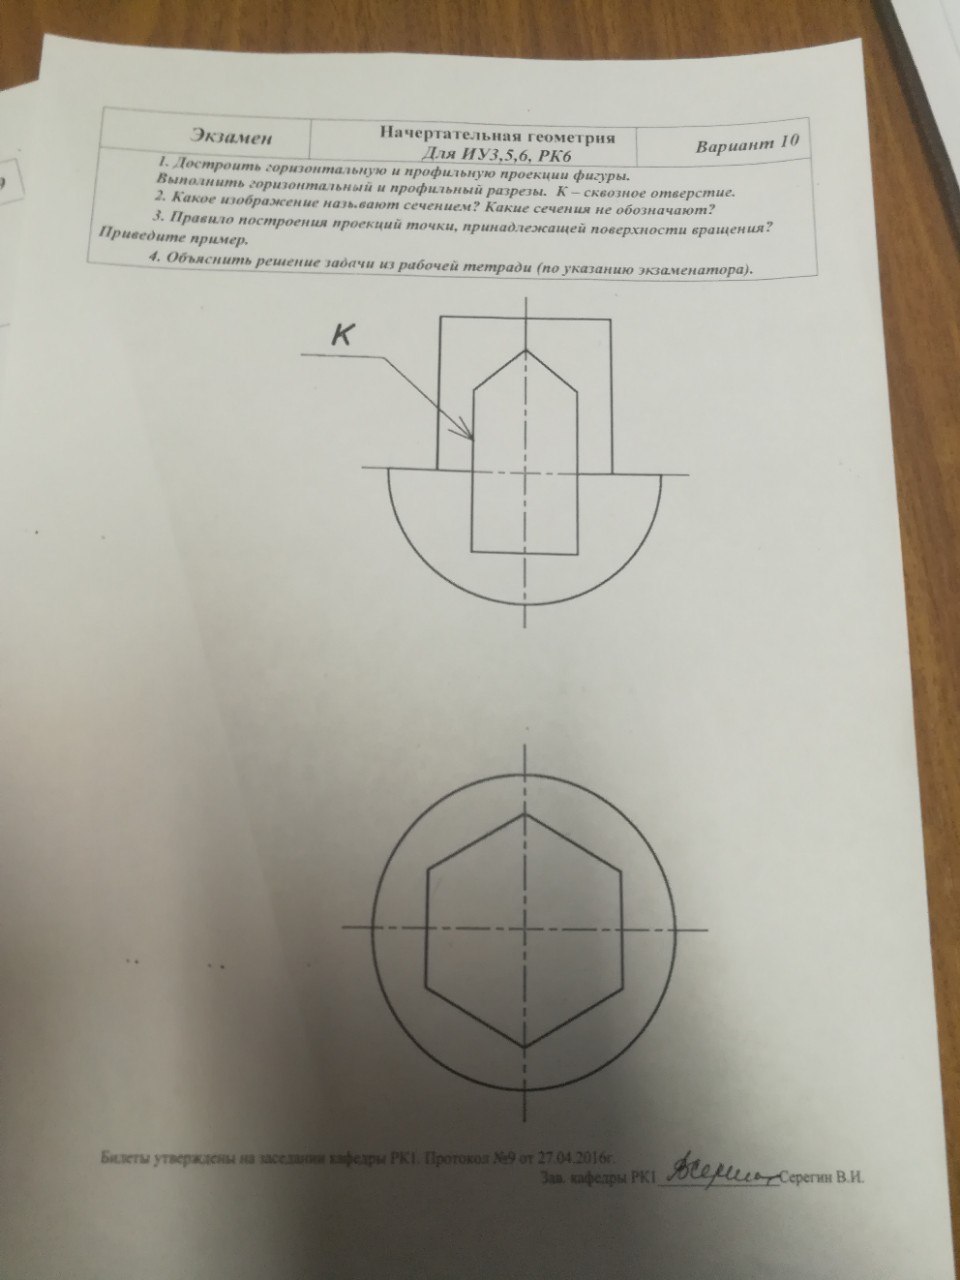 Экзамен
Начертательная геометрия
Для ИУ3,5,6, РК6
Вариант 10
1. Достроить горизонтальную и профильную проекции фигуры.
Выполнить горизонтальный и профильный разрезы. К – сквозное отверстие.
2. Какое изображение назь.вают сечением? Какие сечения не обозначают?
3. Правило построения проекций точки, принадлежащей поверхности вращения?
Приведите пример.
4. Объяснить решение задачи из рабочей тетради (по указанию экзаменатора).
К
Билеты утверждены на заседании кафедры РК1. Протокол №9 от 27.04.2016г.
Зав. кафедры РК1 Серегин В.И.